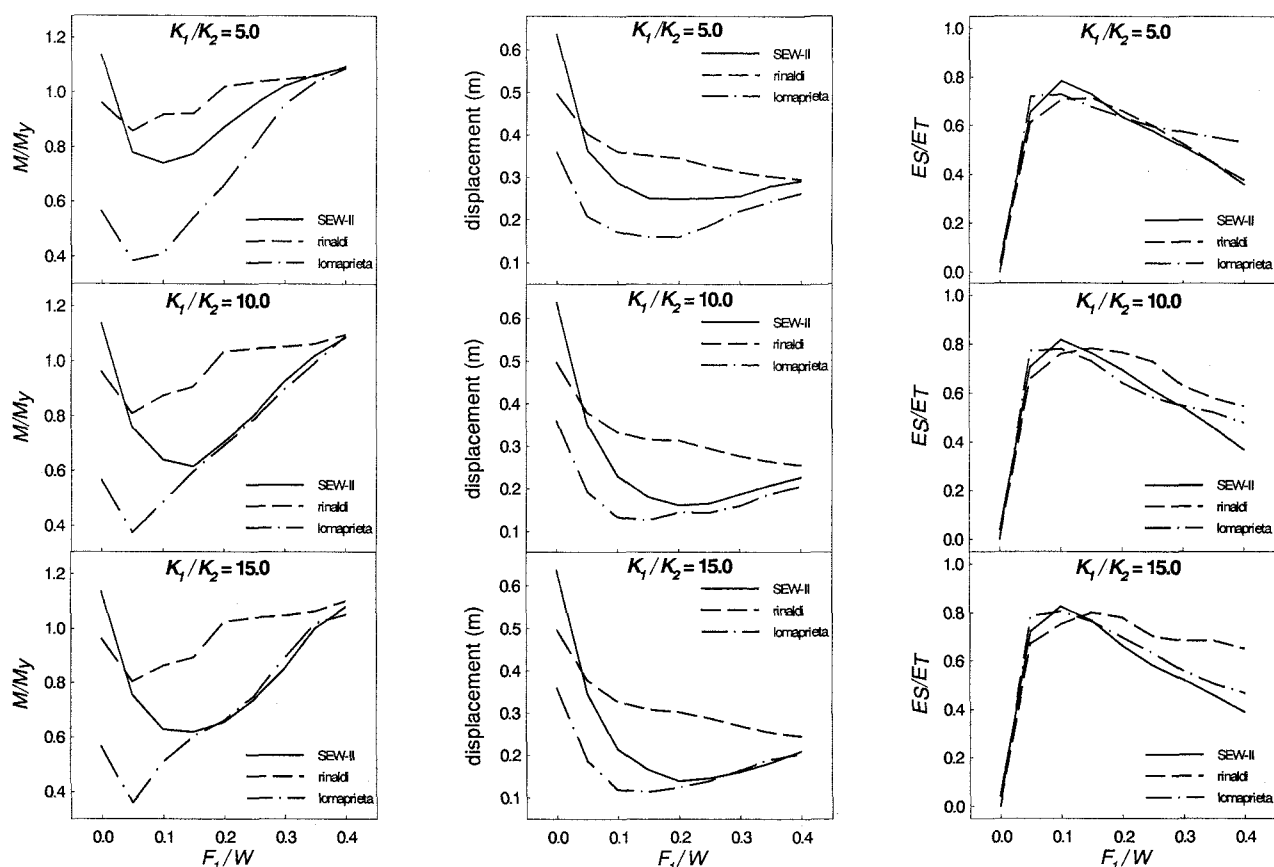 K1/K2 = 5.0
1.2
1.0
0.8
0.6
0.4
M/My
SEW-II
rinaldi
lomaprieta
K1/K2 = 10.0
1.2
1.0
0.8
0.6
0.4
M/My
SEW-II
rinaldi
lomaprieta
K1/K2 = 15.0
1.2
1.0
0.8
0.6
0.4
M/My
SEW-II
rinaldi
lomaprieta
0.0 0.1 0.2 0.3 0.4
F1/W
K1/K2 = 5.0
0.6
0.5
0.4
0.3
0.2
0.1
displacement (m)
SEW-II
rinaldi
lomaprieta
K1/K2 = 10.0
0.6
0.5
0.4
0.3
0.2
0.1
displacement (m)
SEW-II
rinaldi
lomaprieta
K1/K2 = 15.0
0.6
0.5
0.4
0.3
0.2
0.1
displacement (m)
SEW-II
rinaldi
lomaprieta
0.0 0.1 0.2 0.3 0.4
F1/W
K1/K2 = 5.0
1.0
0.8
0.6
0.4
0.2
0.0
ES/ET
SEW-II
rinaldi
lomaprieta
K1/K2 = 10.0
1.0
0.8
0.6
0.4
0.2
0.0
ES/ET
SEW-II
rinaldi
lomaprieta
K1/K2 = 15.0
1.0
0.8
0.6
0.4
0.2
0.0
ES/ET
SEW-II
rinaldi
lomaprieta
0.0 0.1 0.2 0.3 0.4
F1/W